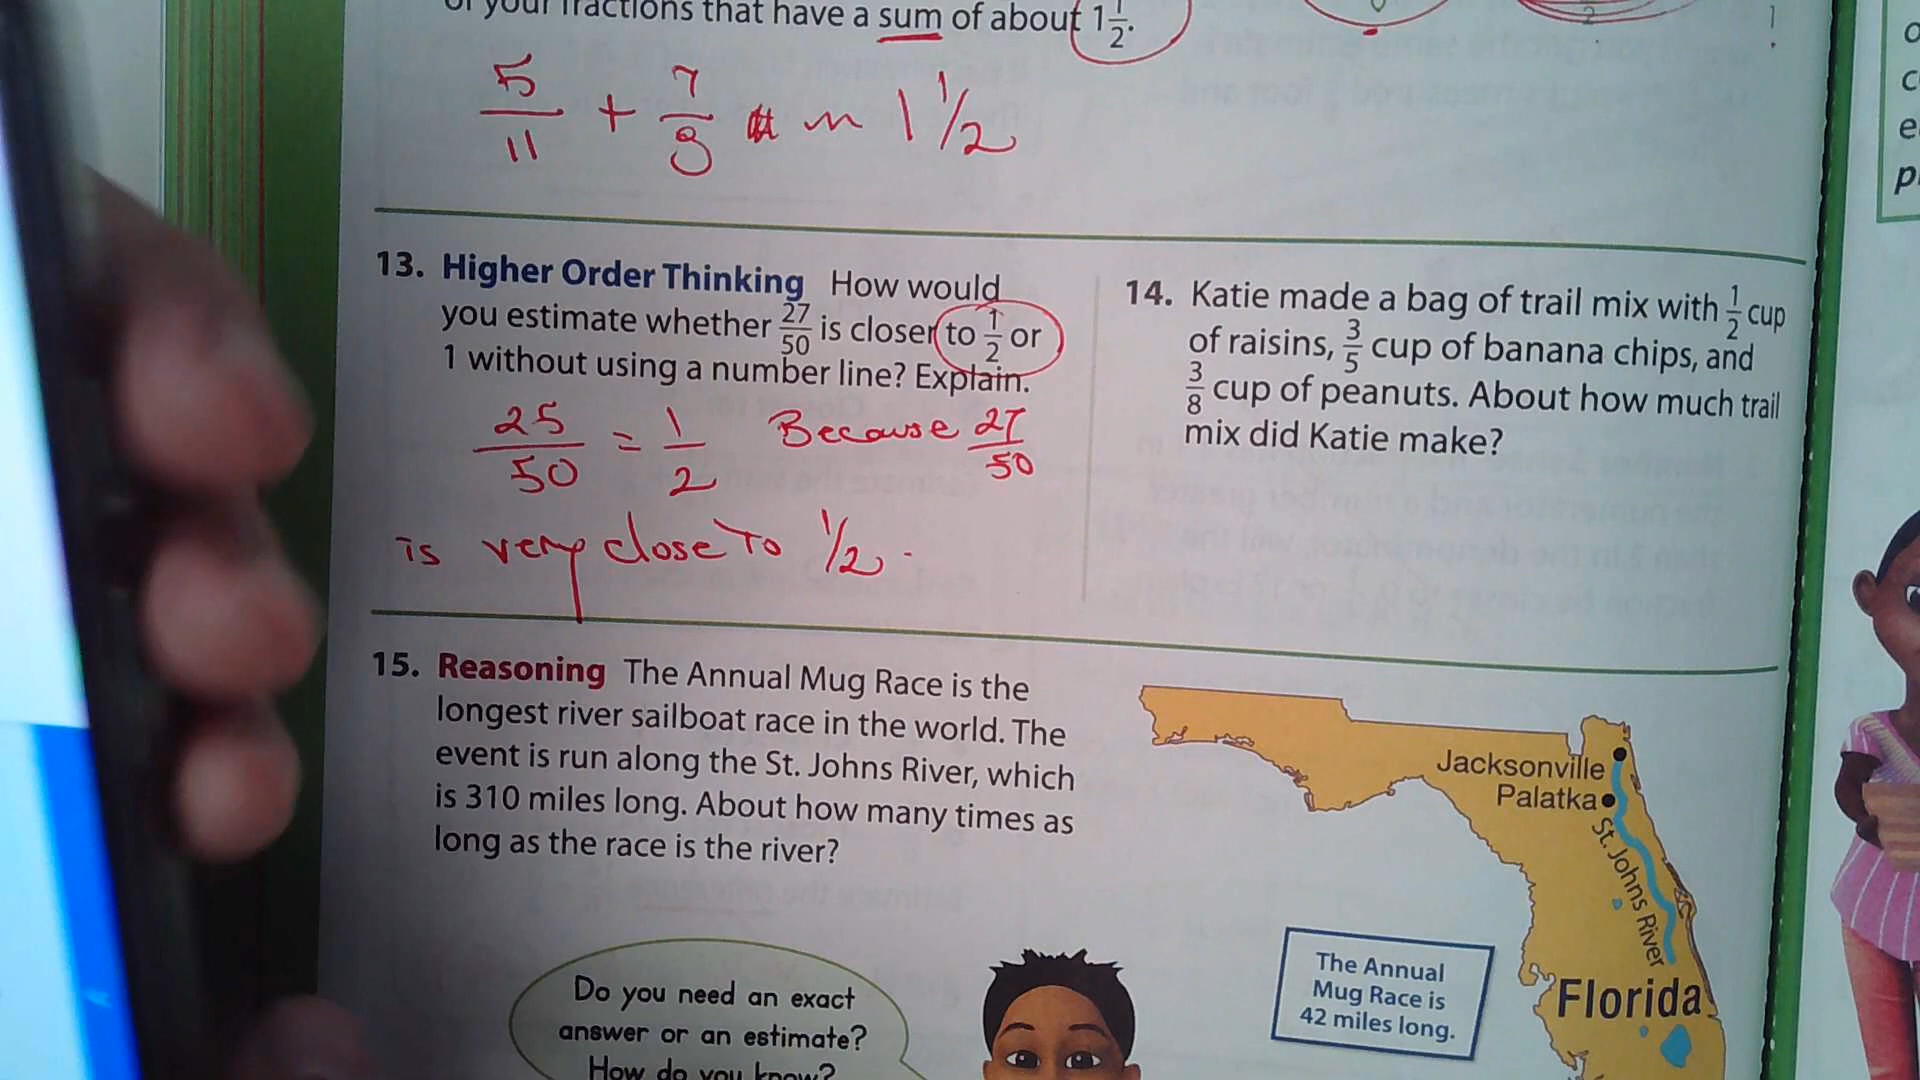 of your fractions that have a sum of about 1 1/2.
5/11 + 7/8 ~ 1 1/2
13. Higher Order Thinking How would
you estimate whether 27/50 is closer to 1/2 or
1 without using a number line? Explain.
25/50 = 1/2 Because 27/50
is very close To 1/2.
14. Katie made a bag of trail mix with 1/2 cup
of raisins, 3/5 cup of banana chips, and
3/8 cup of peanuts. About how much trail
mix did Katie make?
15. Reasoning The Annual Mug Race is the
longest river sailboat race in the world. The
event is run along the St. Johns River, which
is 310 miles long. About how many times as
long as the race is the river?
Jacksonville
Palatka
St. Johns River
Florida
The Annual
Mug Race is
42 miles long.
Do you need an exact
answer or an estimate?
How do you know?